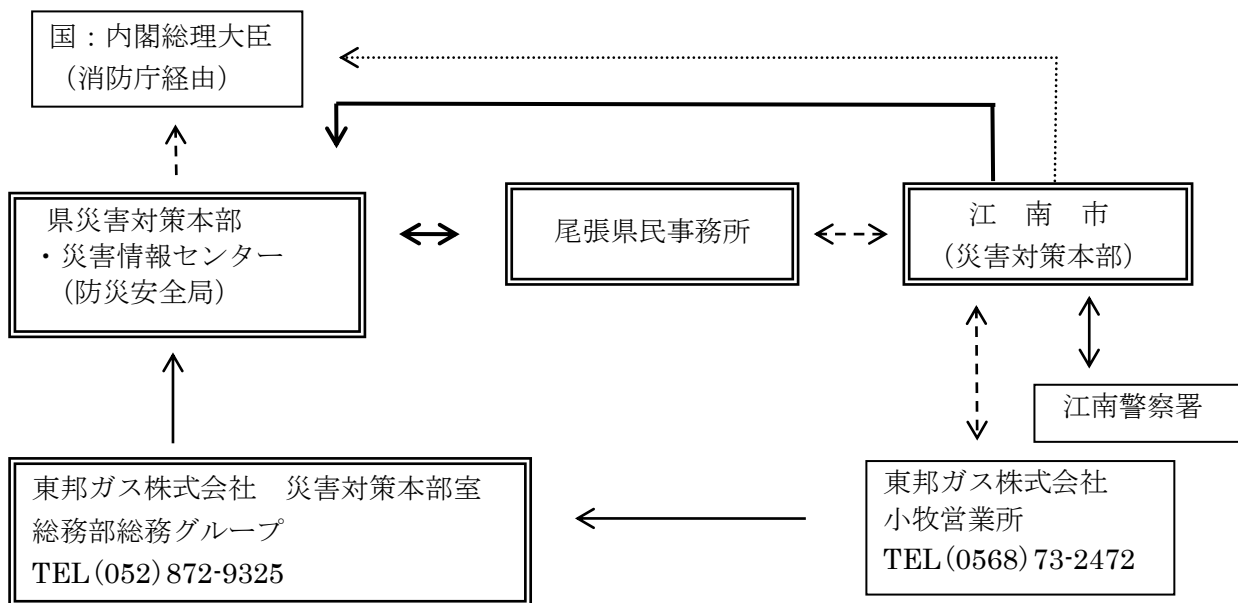 国：内閣総理大臣
（消防庁経由）
県災害対策本部
・災害情報センター
（防災安全局）
尾張県民事務所
江　南　市
（災害対策本部）
江南警察署
東邦ガス株式会社　災害対策本部室
総務部総務グループ
TEL（052）872-9325
東邦ガス株式会社
小牧営業所
TEL（0568）73-2472